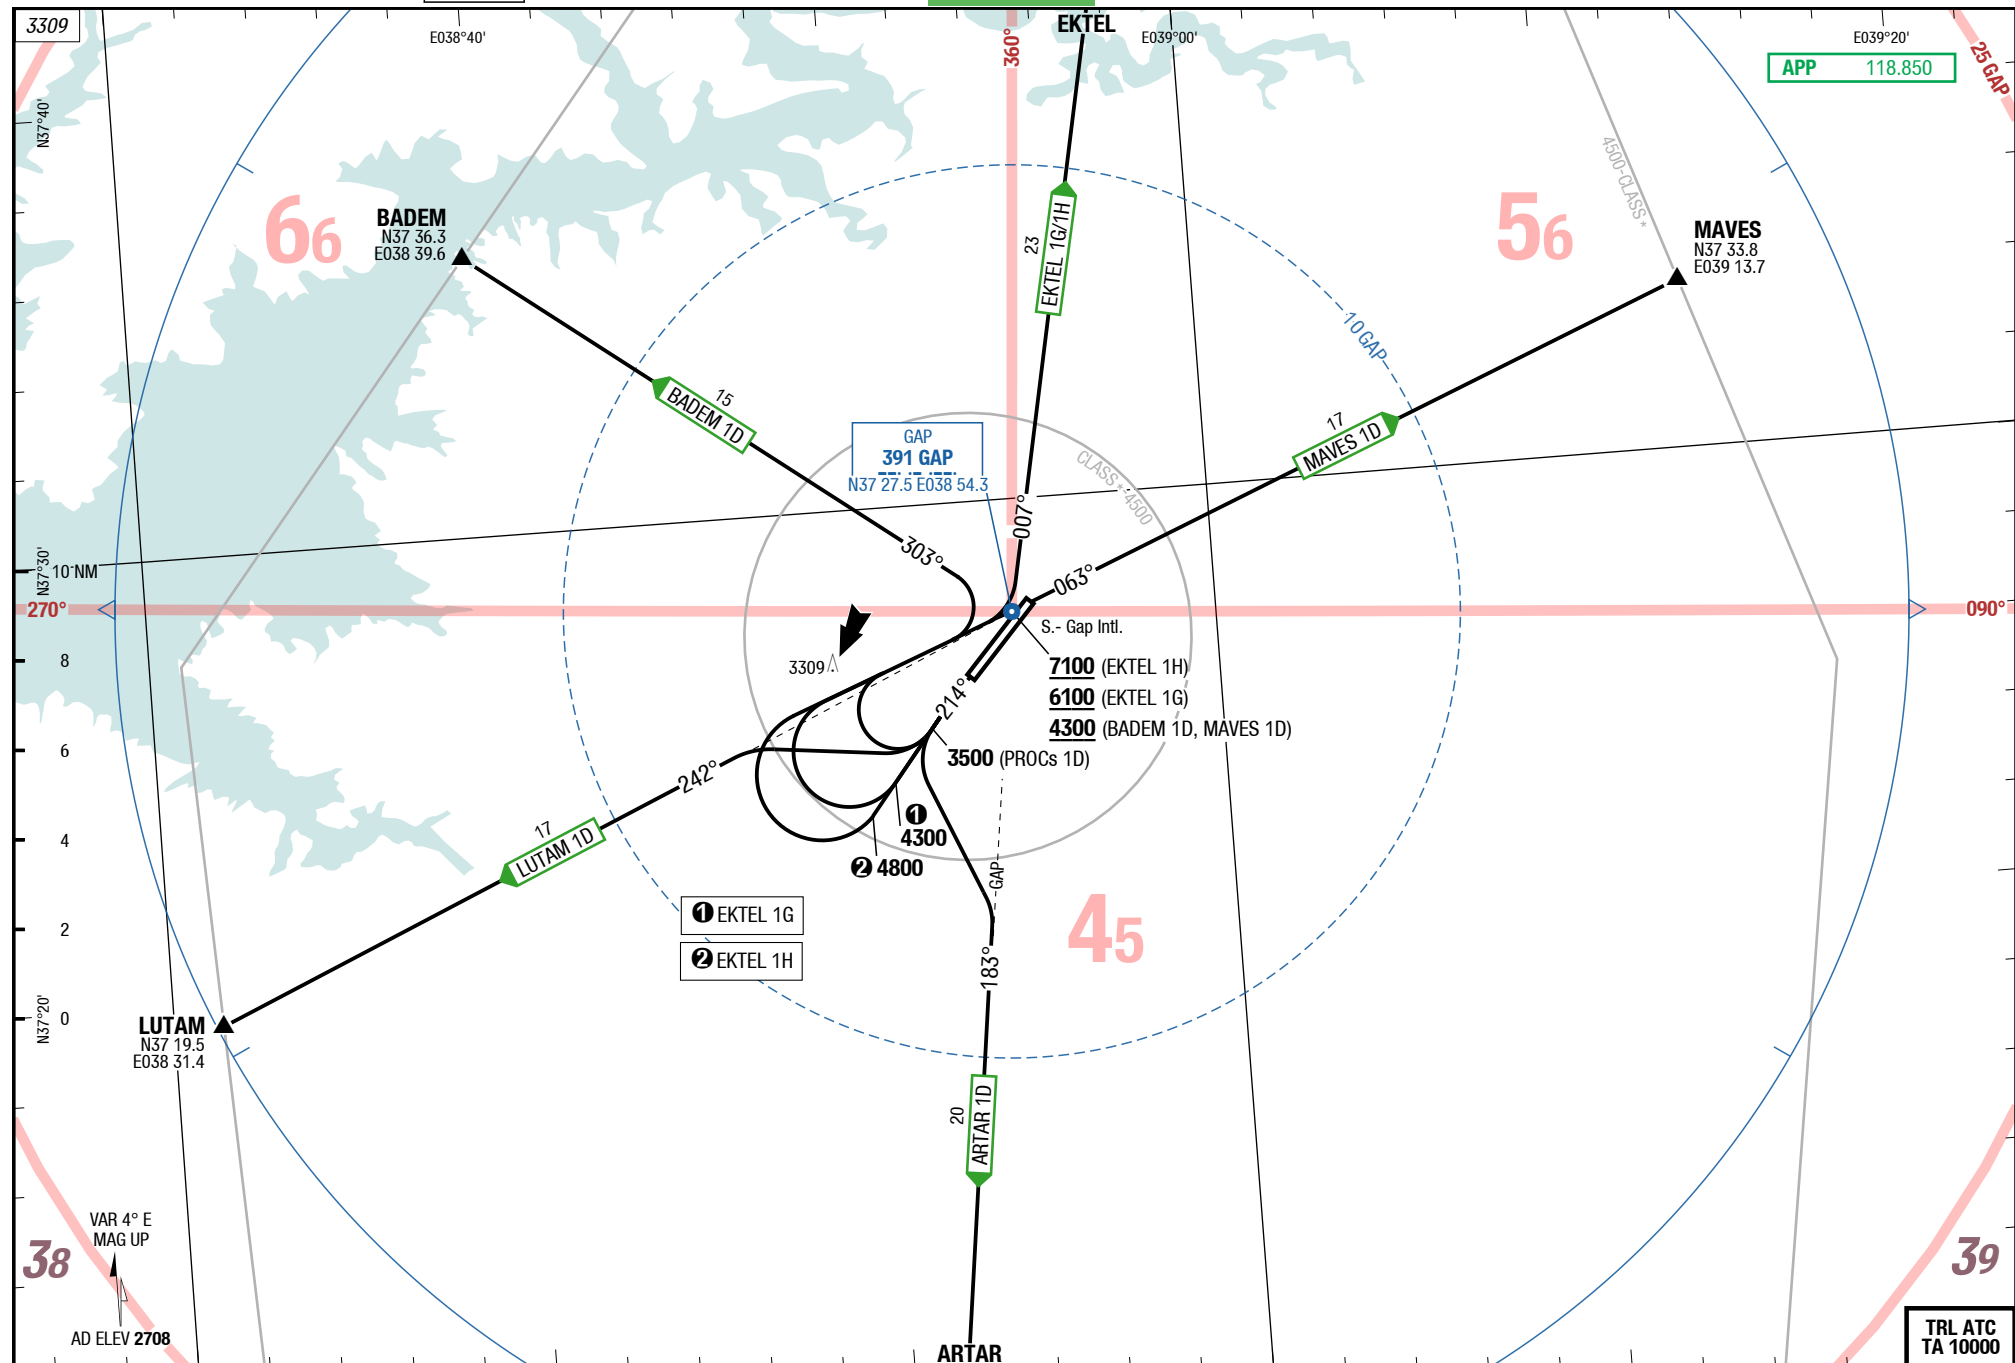 3309
E038°40'
EKTEL
E039°00'
E039°20'
APP 118.850
25 GAP
360°
N37°40'
4500-CLASS*
66
BADEM
N37 36.3
E038 39.6
56
MAVES
N37 33.8
E039 13.7
23
EKTEL 1G/1H
10 GAP
15
BADEM 1D
17
MAVES 1D
GAP
391 GAP
N37 27.5 E038 54.3
CLASS*-4500
007°
303°
063°
N37°30'
10 NM
270°
090°
S.- Gap Intl.
8
3309
7100 (EKTEL 1H)
6100 (EKTEL 1G)
4300 (BADEM 1D, MAVES 1D)
214°
3500 (PROCs 1D)
6
242°
1
4300
2 4800
4
17
LUTAM 1D
GAP
1 EKTEL 1G
2 EKTEL 1H
2
45
183°
N37°20'
0
LUTAM
N37 19.5
E038 31.4
20
ARTAR 1D
VAR 4° E
MAG UP
38
39
AD ELEV 2708
ARTAR
TRL ATC
TA 10000